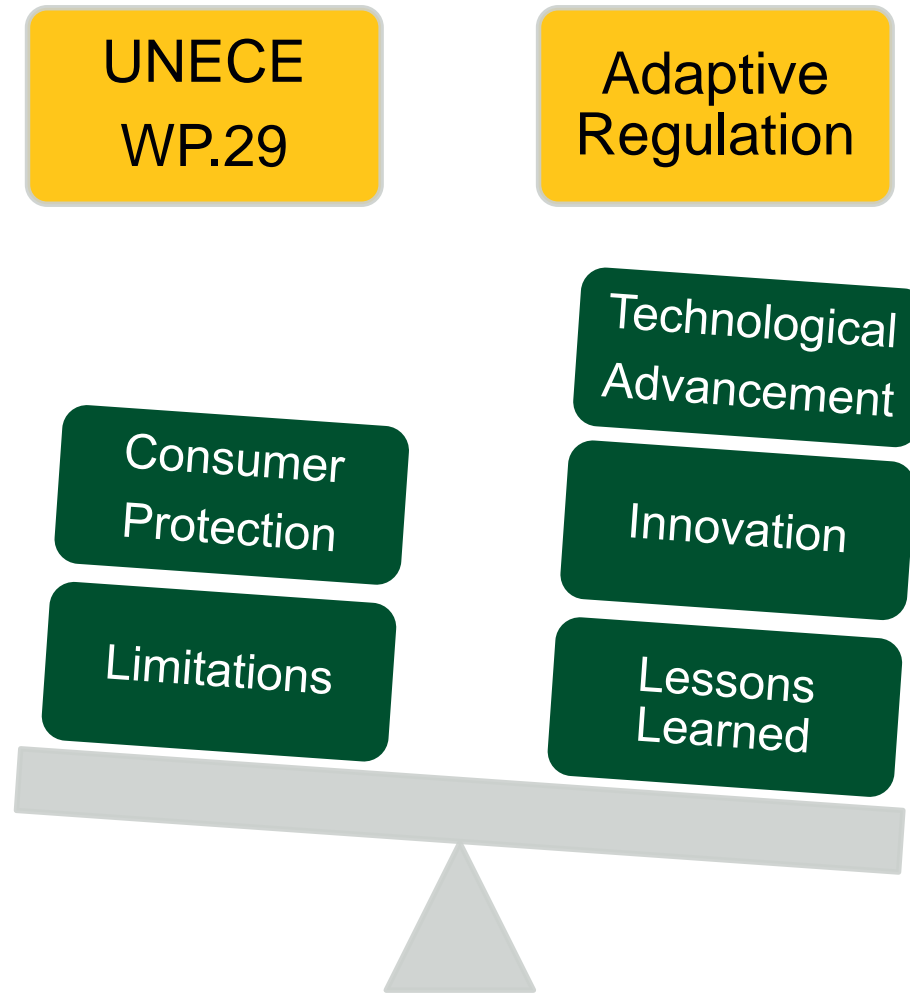 UNECE
WP.29
Adaptive
Regulation
Consumer
Protection
Limitations
Technological
Advancement
Innovation
Lessons
Learned